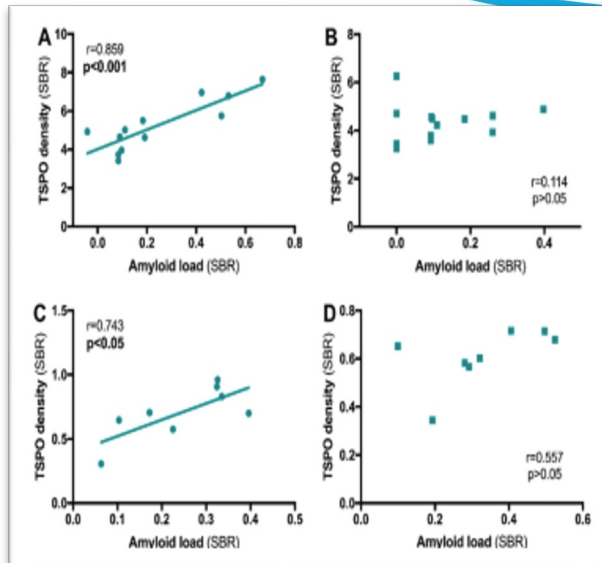 A
10
8
6
4
2
0
TSPO density (SBR)
r=0.859
p<0.001
0.0 0.2 0.4 0.6 0.8
Amyloid load (SBR)
B
8
6
4
2
0
TSPO density (SBR)
r=0.114
p>0.05
0.0 0.2 0.4
Amyloid load (SBR)
C
1.5
1.0
0.5
0.0
TSPO density (SBR)
r=0.743
p<0.05
0.0 0.1 0.2 0.3 0.4 0.5
Amyloid load (SBR)
D
0.8
0.6
0.4
0.2
0.0
TSPO density (SBR)
r=0.557
p>0.05
0.0 0.2 0.4 0.6
Amyloid load (SBR)